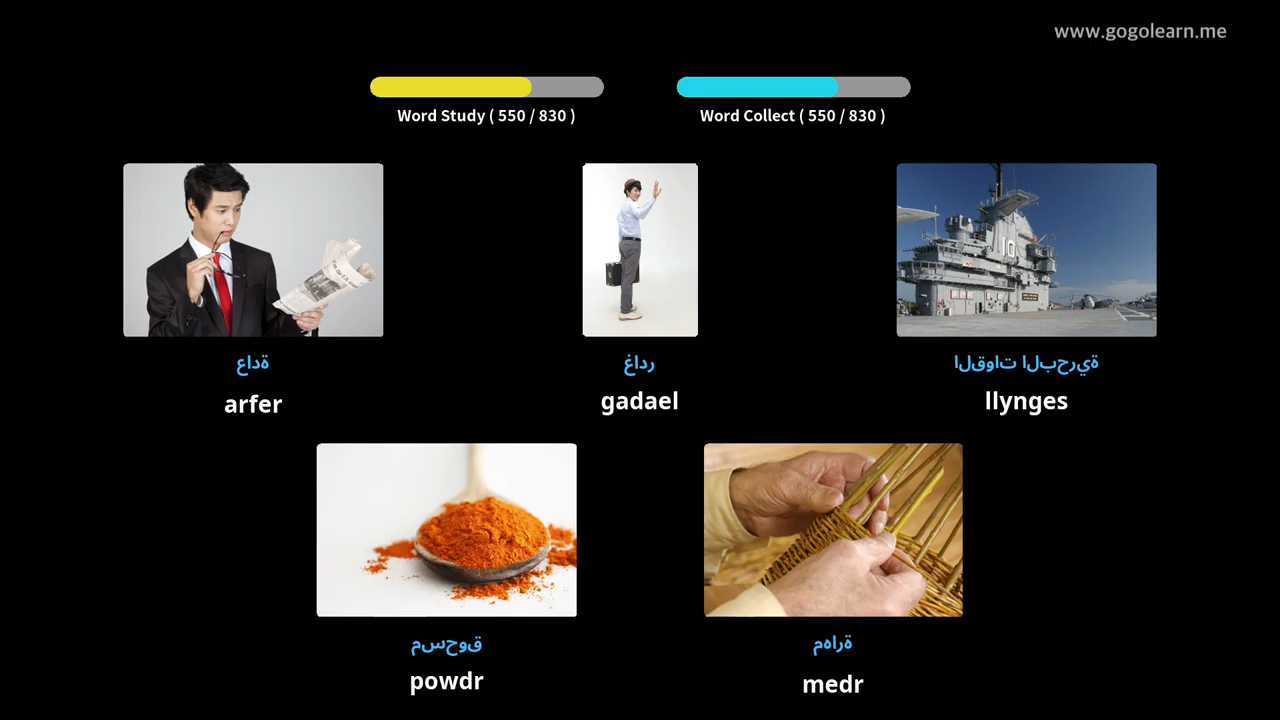 www.gogolearn.me
Word Study ( 550 / 830 )
Word Collect ( 550 / 830 )
عادة
غادر
القوات البحرية
arfer
gadael
llynges
مسحوق
مهارة
powdr
medr